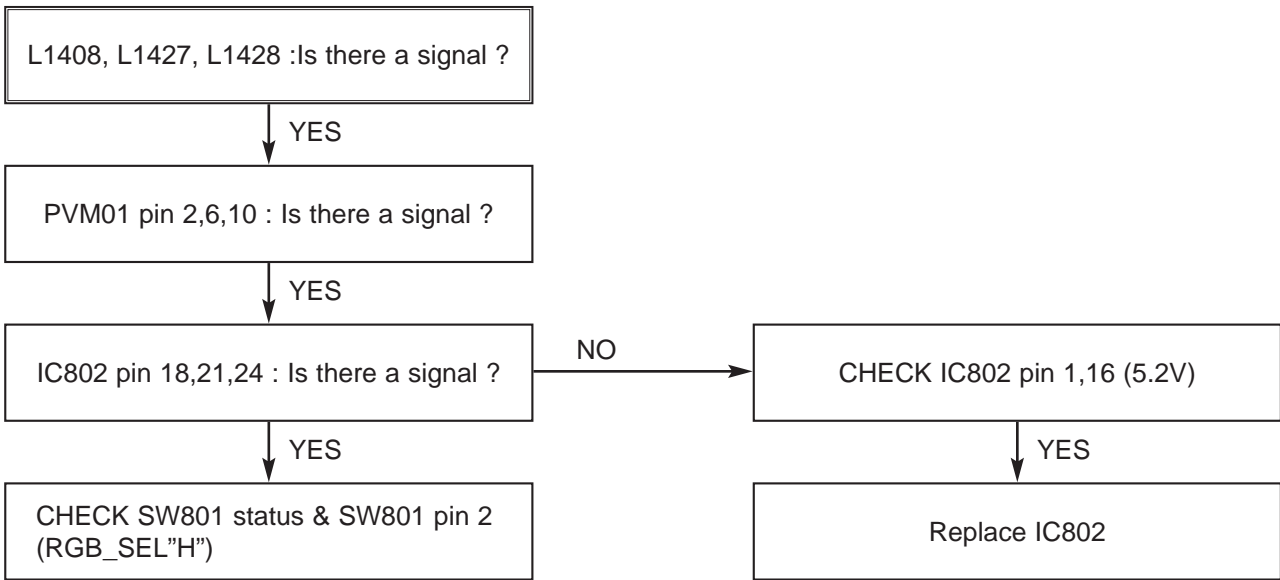 L1408, L1427, L1428 :Is there a signal ?
YES
PVM01 pin 2,6,10 : Is there a signal ?
YES
IC802 pin 18,21,24 : Is there a signal ?
NO
CHECK IC802 pin 1,16 (5.2V)
YES
YES
CHECK SW801 status & SW801 pin 2
(RGB_SEL”H”)
Replace IC802